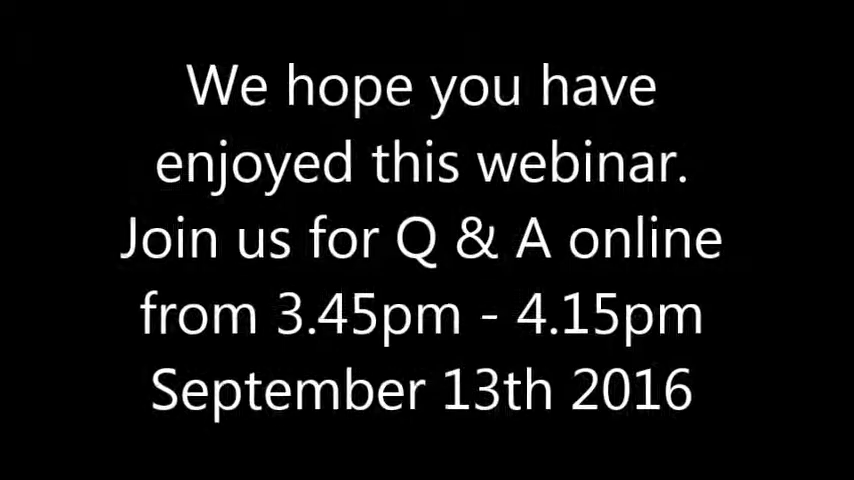 We hope you have
enjoyed this webinar.
Join us for Q & A online
from 3.45pm - 4.15pm
September 13th 2016